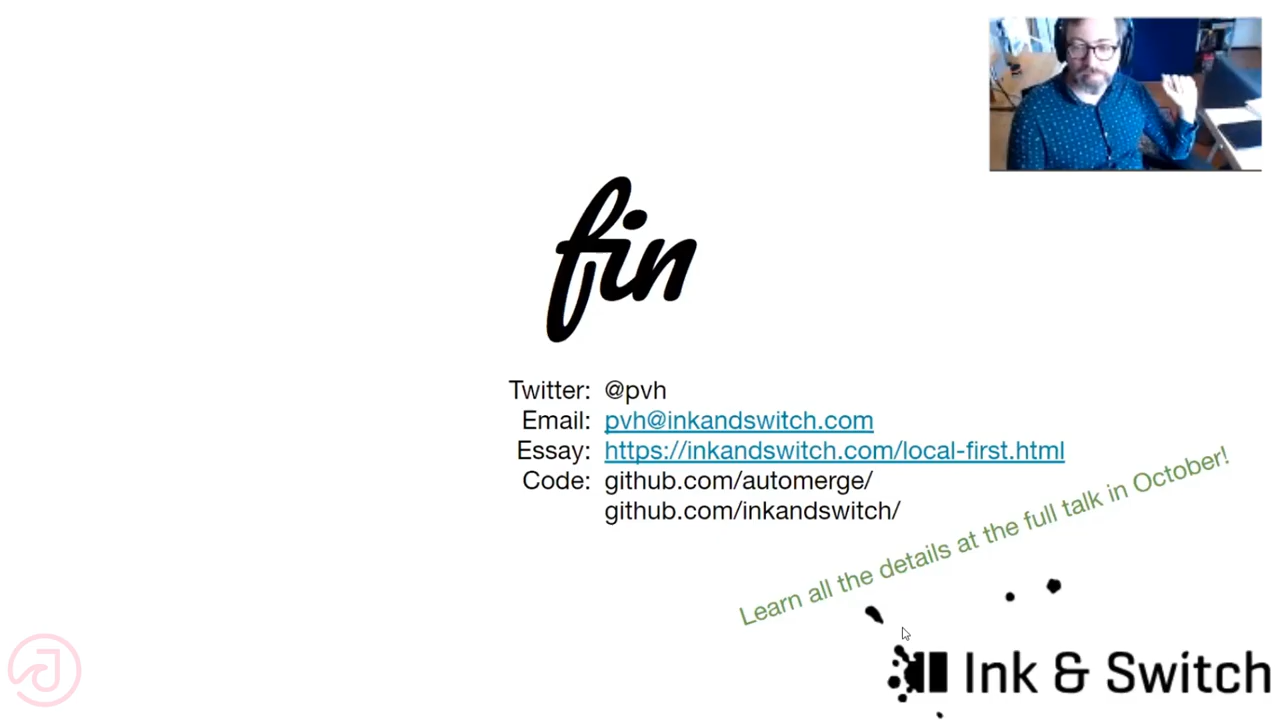 fin
Twitter: @pvh
Email: pvh@inkandswitch.com
Essay: https://inkandswitch.com/local-first.html
Code: github.com/automerge/
github.com/inkandswitch/
Learn all the details at the full talk in October!
Ink & Switch
J